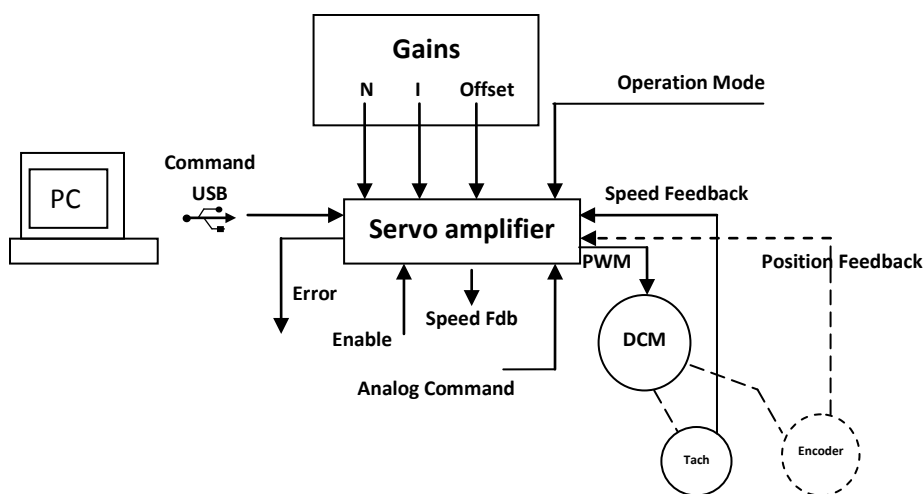 Gains
N I Offset
Operation Mode
Command
USB
PC
Speed Feedback
Servo amplifier
PWM
Position Feedback
Error
Speed Fdb
Enable
DCM
Analog Command
Tach
Encoder